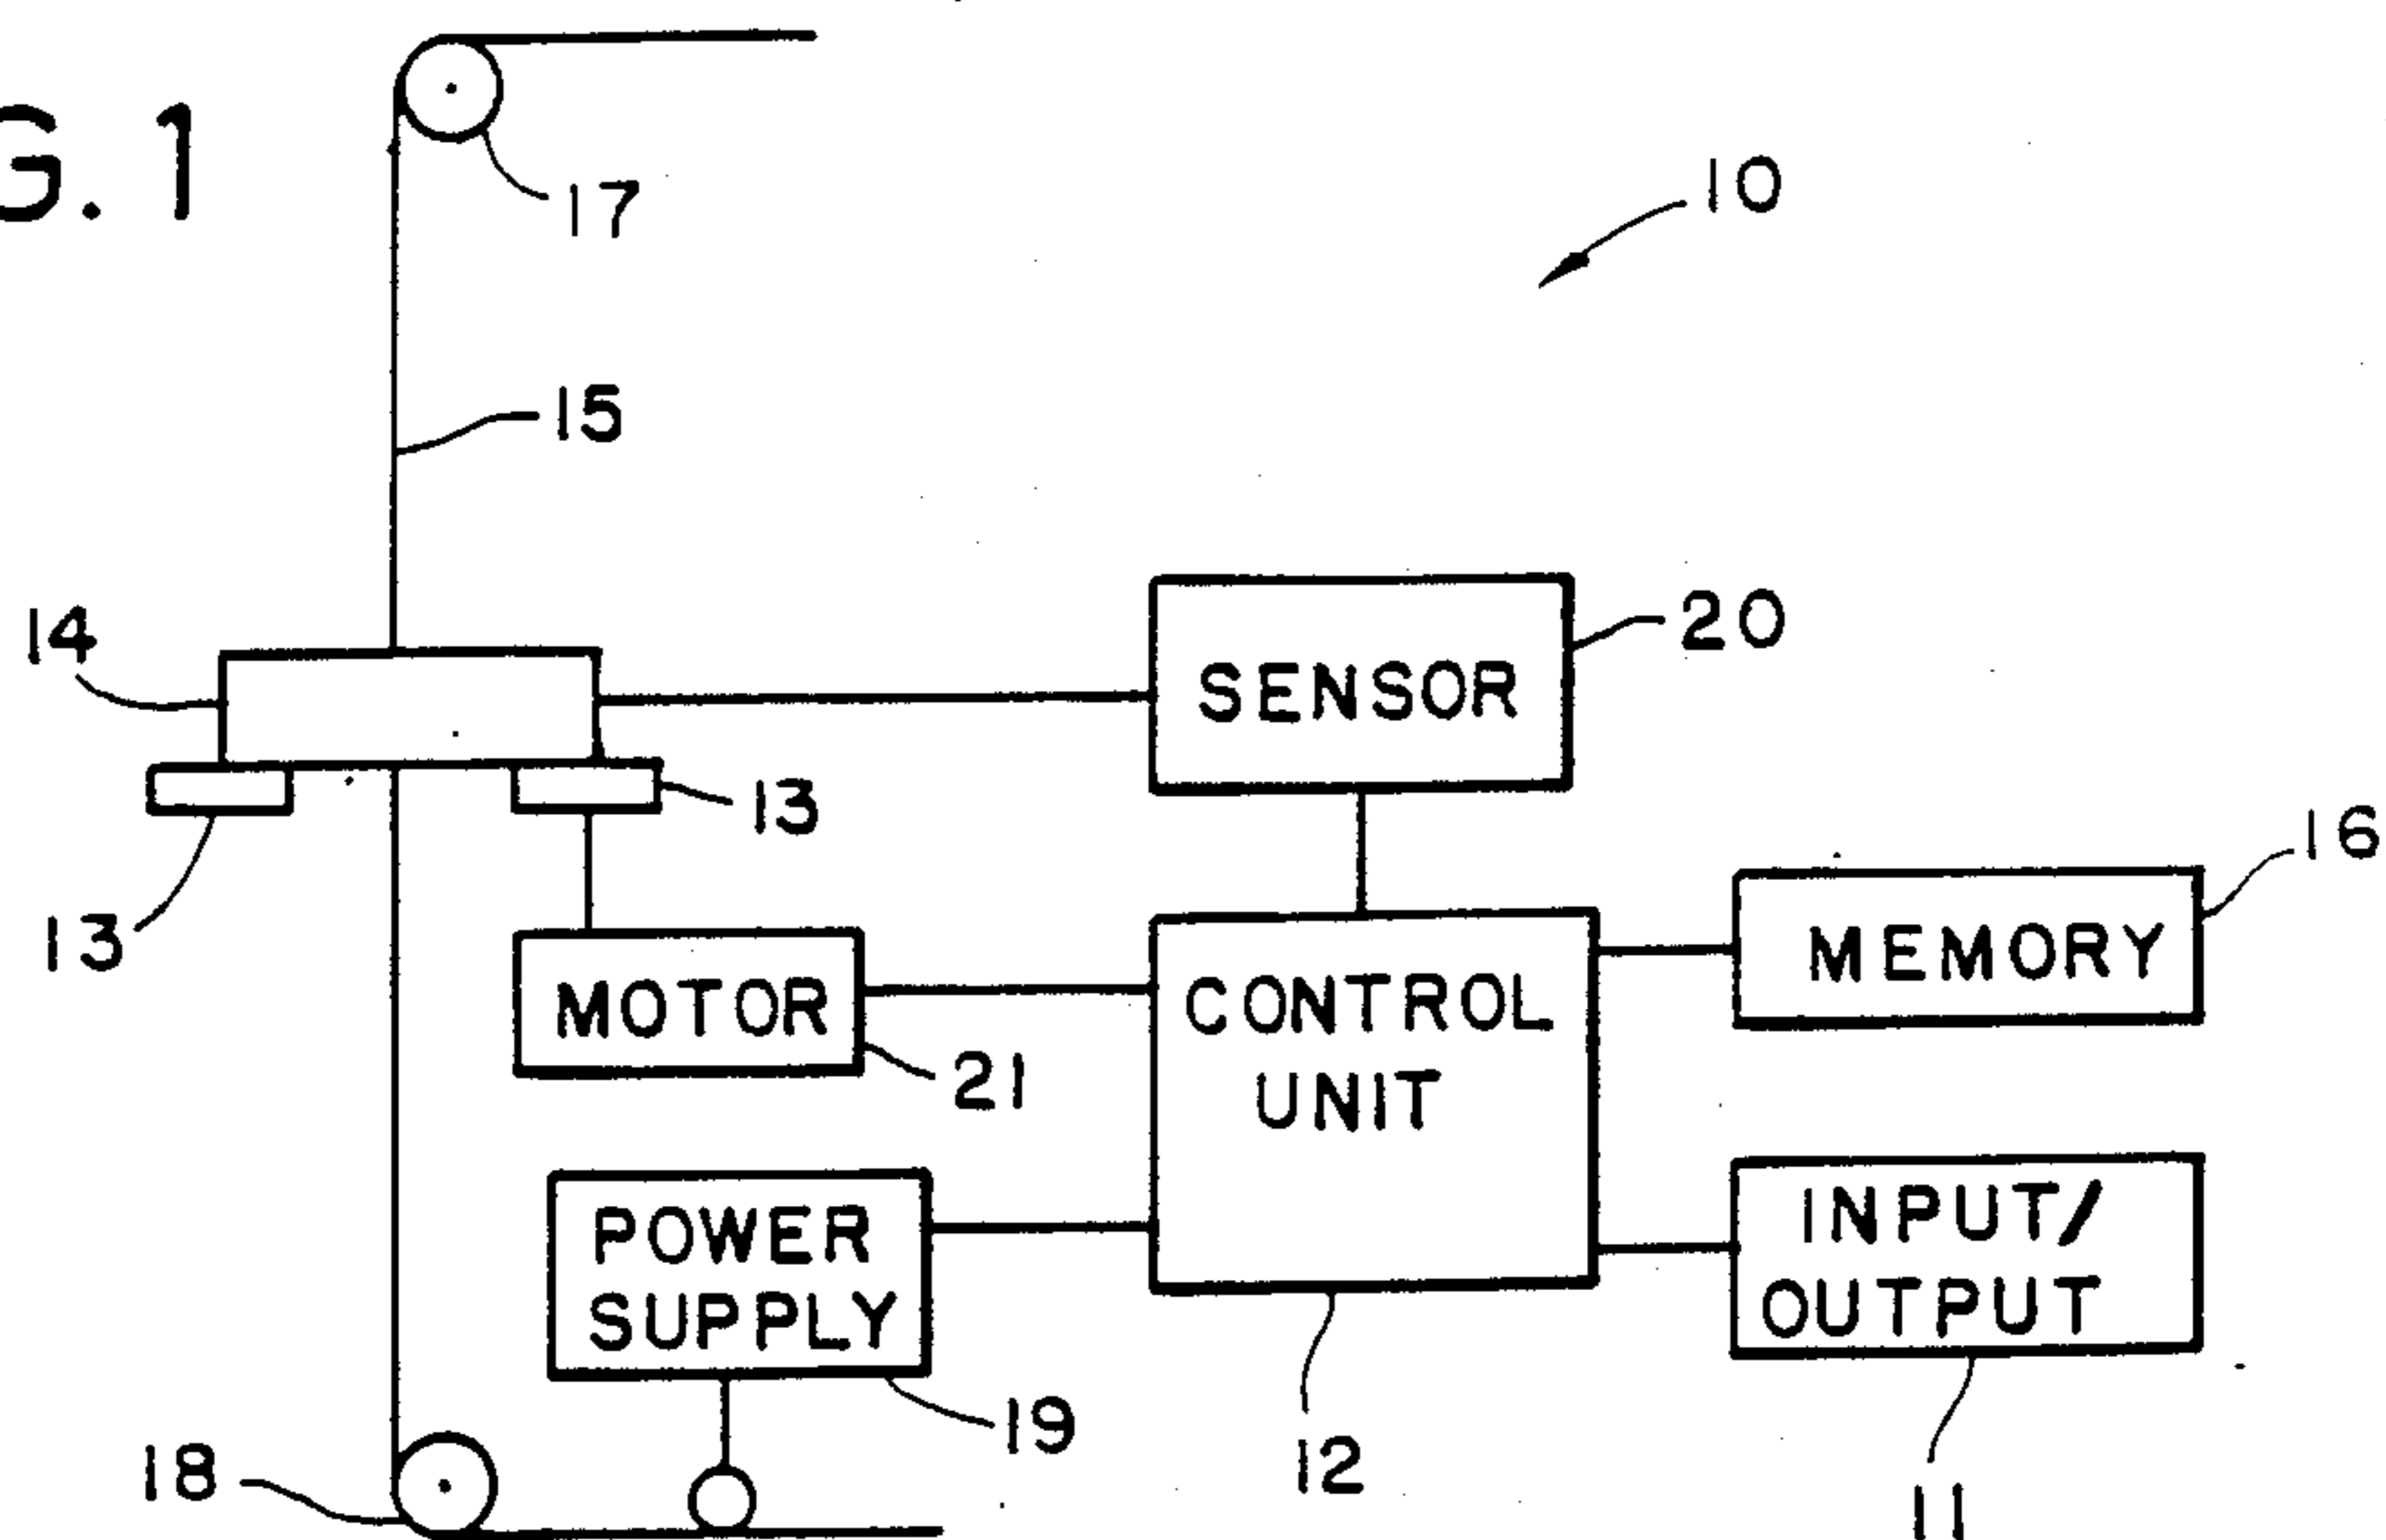 G. 1
17
10
15
14
20
SENSOR
13
16
13
MEMORY
MOTOR
CONTROL
UNIT
21
POWER
SUPPLY
INPUT/
OUTPUT
19
18
12
11